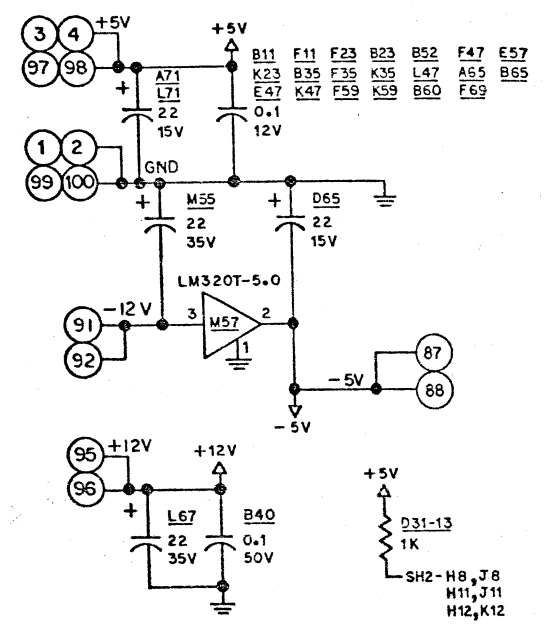 3 4 +5V
97 98
+5V
A71
L71
22
15V
+
0.1
12V
B11 F11 F23 B23 B52 F47 E57
K23 B35 F35 K35 L47 A65 B65
E47 K47 F59 K59 B60 F69
1 2
99 100
GND
+
M55
22
35V
+
D65
22
15V
LM320T-5.0
91 -12V
92
3 M57 2
1
87
-5V
88
-5V
95 +12V
96
+
+12V
L67
22
35V
B40
0.1
50V
+5V
D31-13
1K
SH2-H8,J8
H11,J11
H12,K12